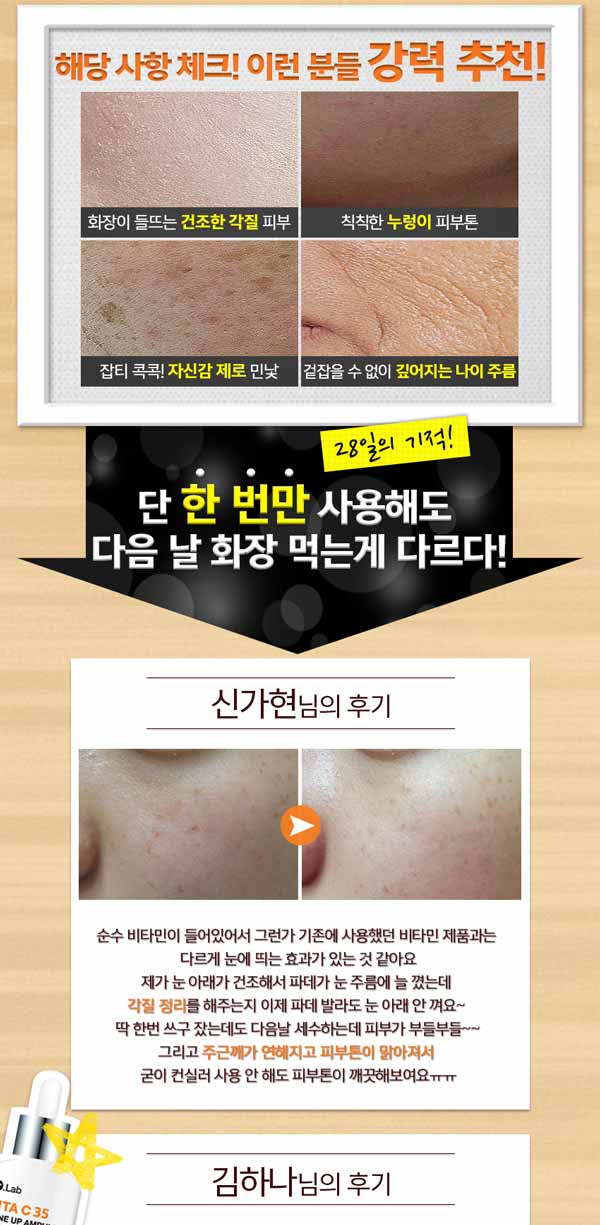 해당 사항 체크! 이런 분들 강력 추천!
화장이 들뜨는 건조한 각질 피부
칙칙한 누렁이 피부톤
잡티 콕콕! 자신감 제로 민낯
겉잡을 수 없이 깊어지는 나이 주름
28일의 기적!
단 한 번만 사용해도
다음 날 화장 먹는게 다르다!
신가현님의 후기
순수 비타민이 들어있어서 그런가 기존에 사용했던 비타민 제품과는
다르게 눈에 띄는 효과가 있는 것 같아요
제가 눈 아래가 건조해서 파데가 눈 주름에 늘 꼈는데
각질 정리를 해주는지 이제 파데 발라도 눈 아래 안 껴요~
딱 한번 쓰구 잤는데도 다음날 세수하는데 피부가 부들부들~~
그리고 주근깨가 연해지고 피부톤이 맑아져서
굳이 컨실러 사용 안 해도 피부톤이 깨끗해보여요ㅠㅠ
김하나님의 후기
.Lab
C 35
UP